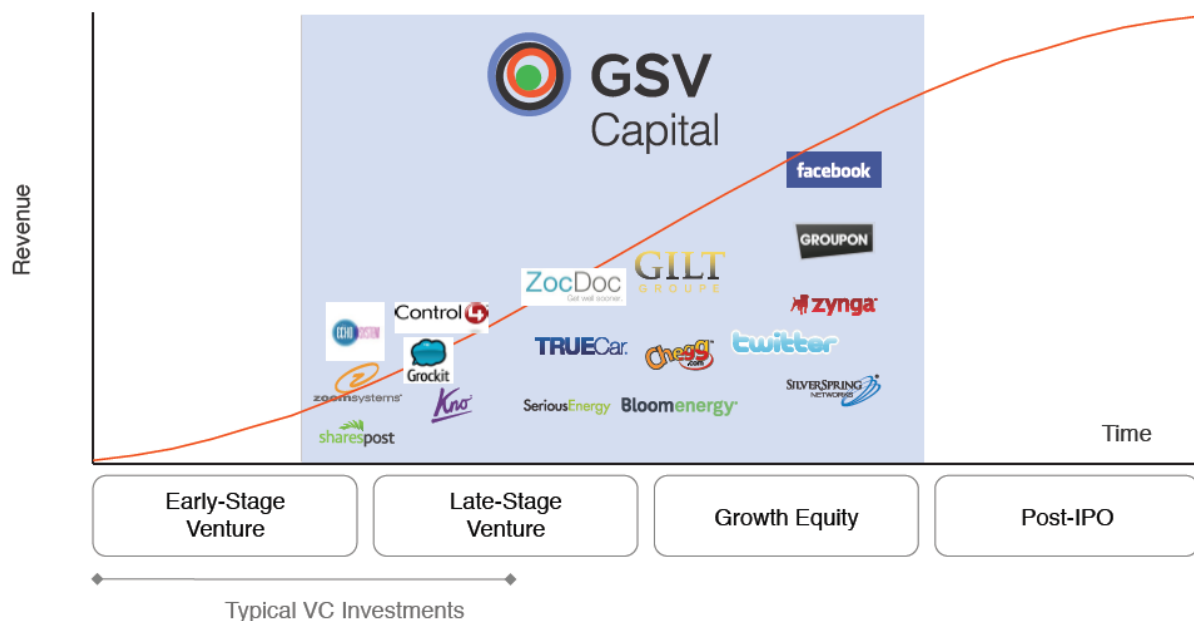 GSV
Capital
Revenue
facebook
GROUPON
GILT
GROUPE
ZocDoc
Get well sooner.
zynga
Control4
ECHO
TRUECar.
Chegg
.com
twitter
Grockit
zoomsystems
Kno
SeriousEnergy
Bloomenergy
SILVERSPRING
NETWORKS
sharespost
Time
Early-Stage
Venture
Late-Stage
Venture
Growth Equity
Post-IPO
Typical VC Investments